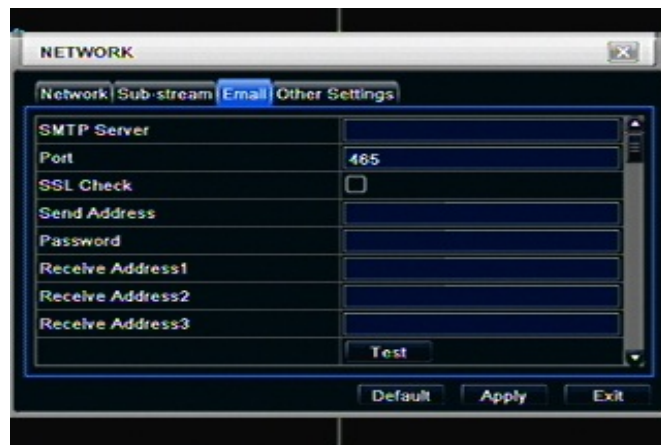 NETWORK
Network Sub-stream Email Other Settings
SMTP Server
Port 465
SSL Check
Send Address
Password
Receive Address1
Receive Address2
Receive Address3
Test
Default Apply Exit